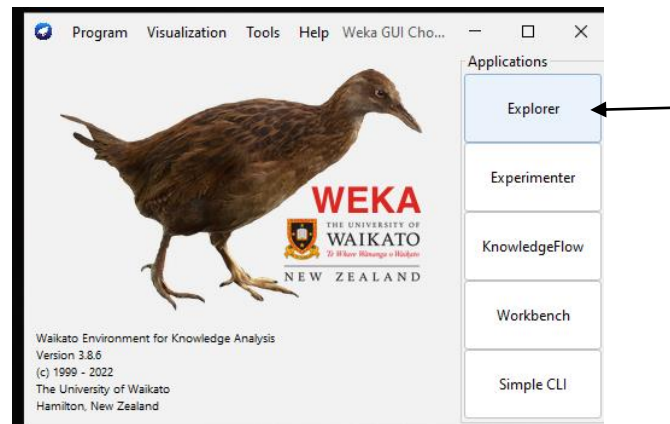 Program Visualization Tools Help Weka GUI Cho...
Applications
Explorer
Experimenter
KnowledgeFlow
Workbench
Simple CLI
WEKA
THE UNIVERSITY OF
WAIKATO
Te Whare Wānanga o Waikato
NEW ZEALAND
Waikato Environment for Knowledge Analysis
Version 3.8.6
(c) 1999 - 2022
The University of Waikato
Hamilton, New Zealand